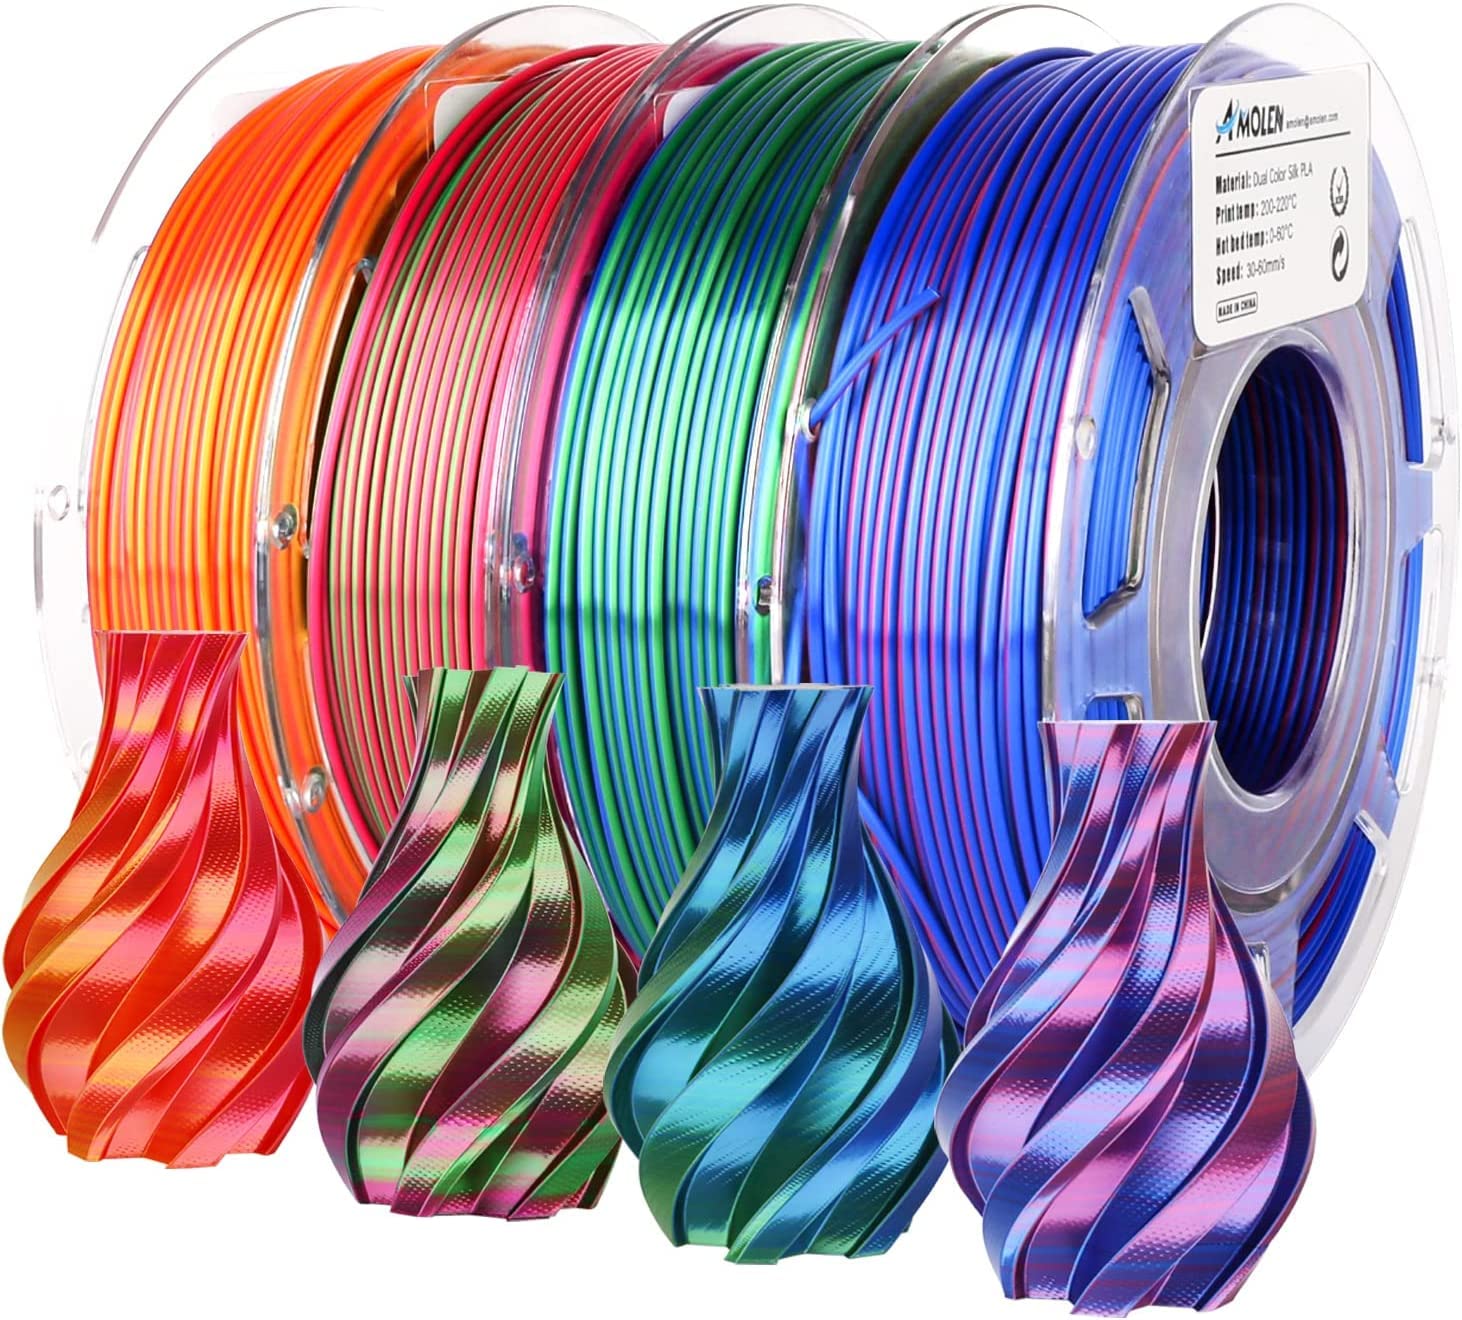 AMOLEN amolen@amolen.com
Material: Dual Color Silk PLA
Print temp: 200-220°C
Hot bed temp: 0-60°C
Speed: 30-60mm/s
MADE IN CHINA